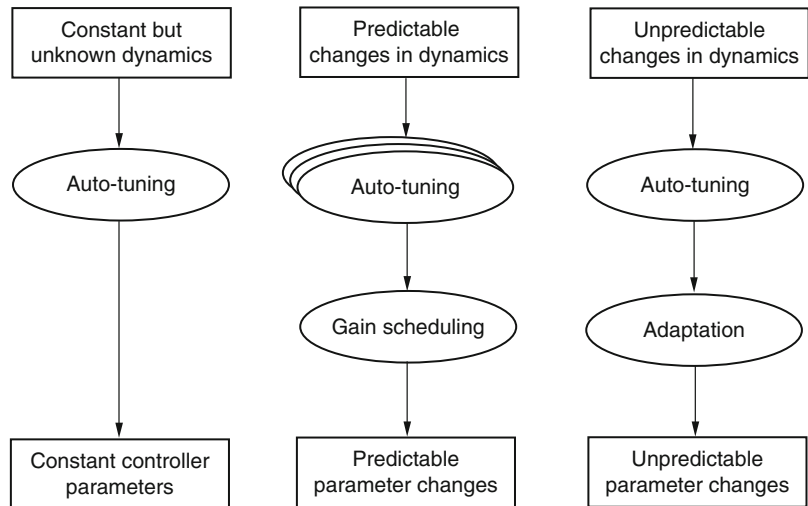 Constant but
unknown dynamics
Auto-tuning
Constant controller
parameters
Predictable
changes in dynamics
Auto-tuning
Gain scheduling
Predictable
parameter changes
Unpredictable
changes in dynamics
Auto-tuning
Adaptation
Unpredictable
parameter changes